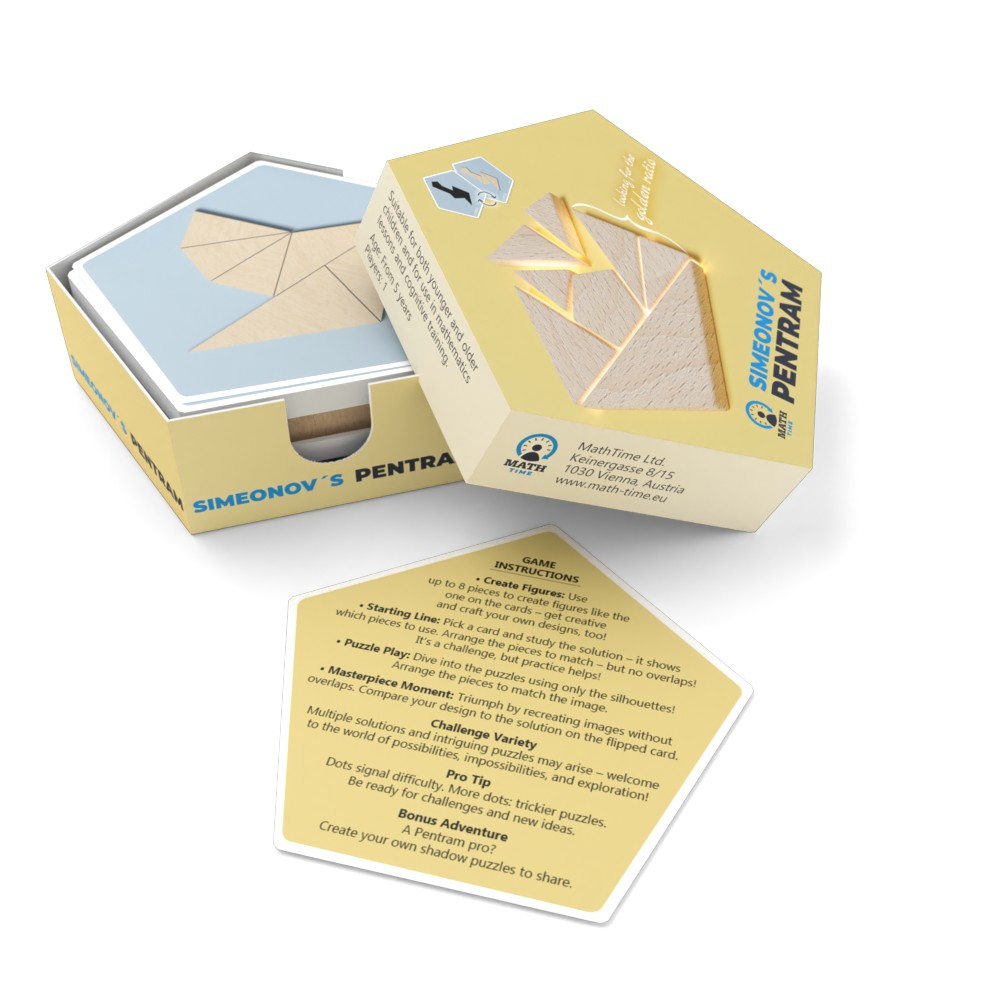 looking for the
golden ratio
SIMEONOV´S
PENTRAM
MATH
TIME
Suitable for both younger and older
children and for use in mathematics
lessons and cognitive training.
Age: From 5 years
Players: 1
MATH
TIME
MathTime Ltd.
Keinergasse 8/15
1030 Vienna, Austria
www.math-time.eu
SIMEONOV´S PENTRAM
SIMEONOV´S PENTRA
GAME
INSTRUCTIONS
• Create Figures: Use
up to 8 pieces to create figures like the
one on the cards – get creative
and craft your own designs, too!
• Starting Line: Pick a card and study the solution – it shows
which pieces to use. Arrange the pieces to match – but no overlaps!
It's a challenge, but practice helps!
• Puzzle Play: Dive into the puzzles using only the silhouettes!
Arrange the pieces to match the image.
• Masterpiece Moment: Triumph by recreating images without
overlaps. Compare your design to the solution on the flipped card.
Challenge Variety
Multiple solutions and intriguing puzzles may arise – welcome
to the world of possibilities, impossibilities, and exploration!
Pro Tip
Dots signal difficulty. More dots: trickier puzzles.
Be ready for challenges and new ideas.
Bonus Adventure
A Pentram pro?
Create your own shadow puzzles to share.